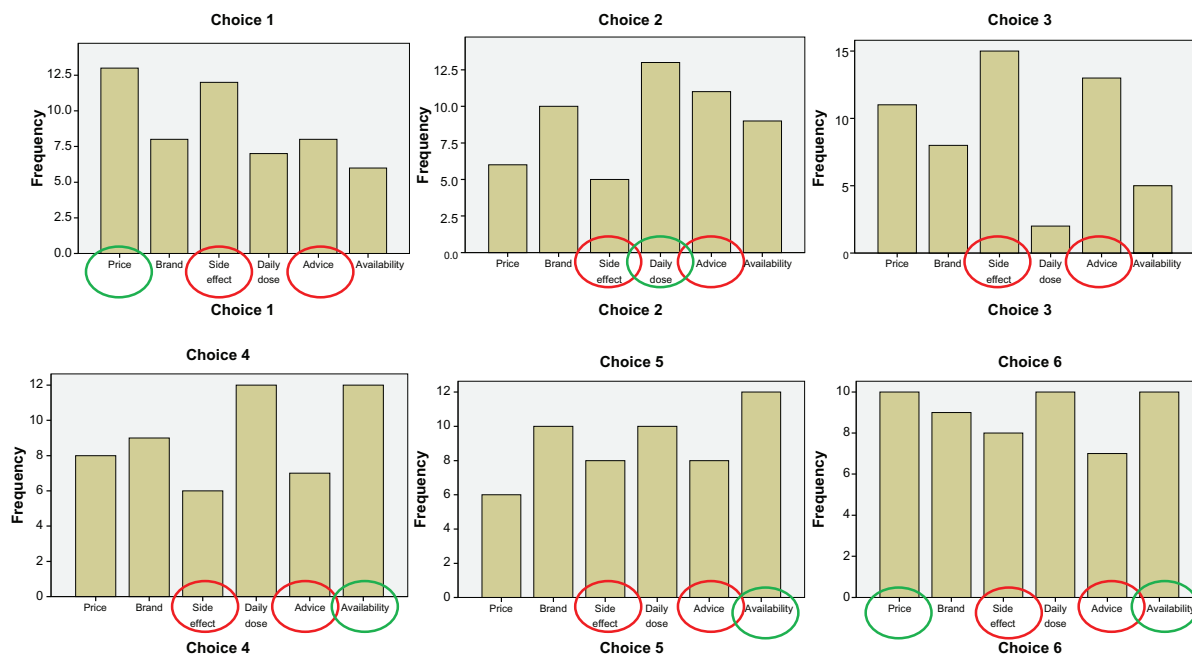 Choice 1
Frequency
12.5
10.0
7.5
5.0
2.5
0.0
Price Brand Side effect Daily dose Advice Availability
Choice 1
Choice 2
Frequency
12.5
10.0
7.5
5.0
2.5
0.0
Price Brand Side effect Daily dose Advice Availability
Choice 2
Choice 3
Frequency
15
10
5
0
Price Brand Side effect Daily dose Advice Availability
Choice 3
Choice 4
Frequency
12
10
8
6
4
2
0
Price Brand Side effect Daily dose Advice Availability
Choice 4
Choice 5
Frequency
12
10
8
6
4
2
0
Price Brand Side effect Daily dose Advice Availability
Choice 5
Choice 6
Frequency
10
8
6
4
2
0
Price Brand Side effect Daily dose Advice Availability
Choice 6